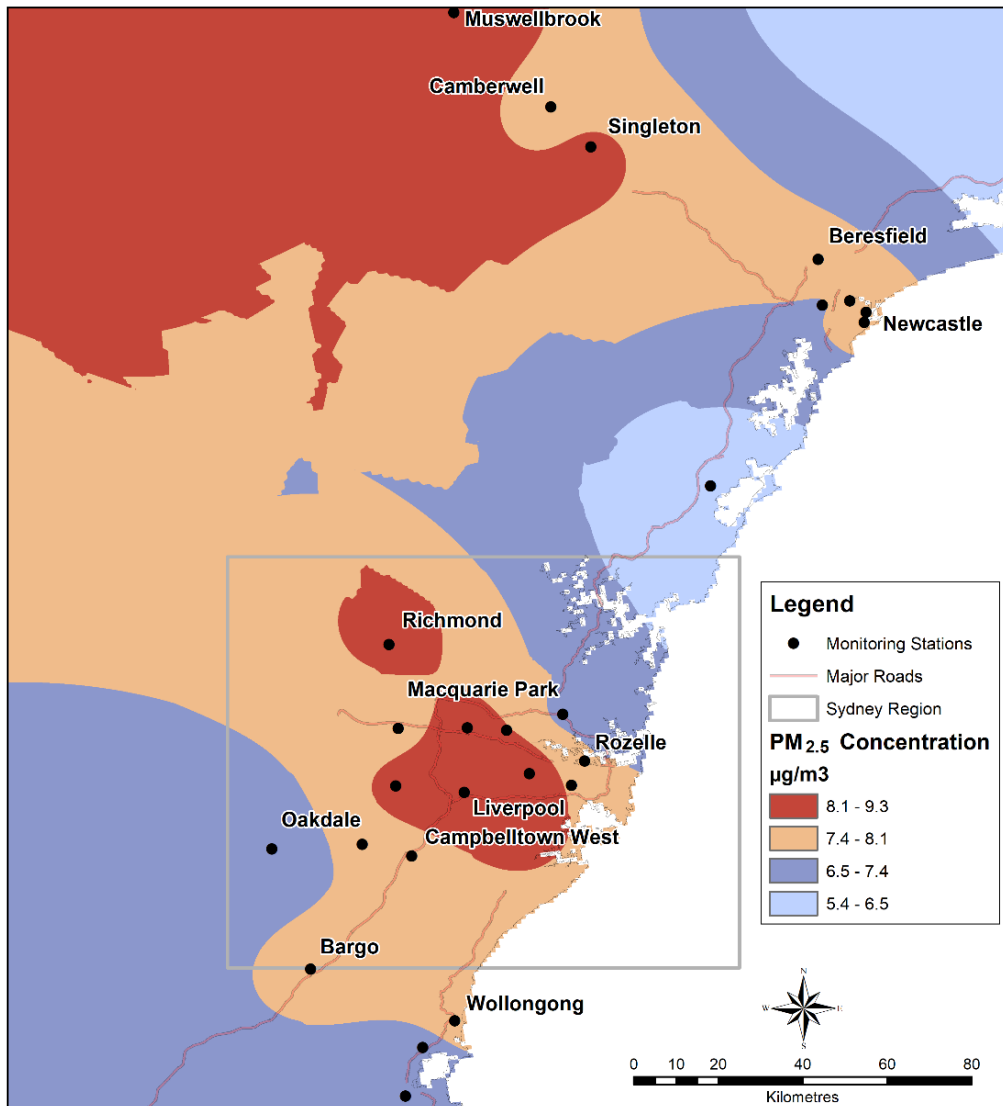 Muswellbrook
Camberwell
Singleton
Beresfield
Newcastle
Richmond
Macquarie Park
Rozelle
Liverpool
Oakdale
Campbelltown West
Bargo
Wollongong
Legend
Monitoring Stations
Major Roads
Sydney Region
PM2.5 Concentration
µg/m3
8.1 - 9.3
7.4 - 8.1
6.5 - 7.4
5.4 - 6.5
N
W E
S
0 10 20 40 60 80
Kilometres